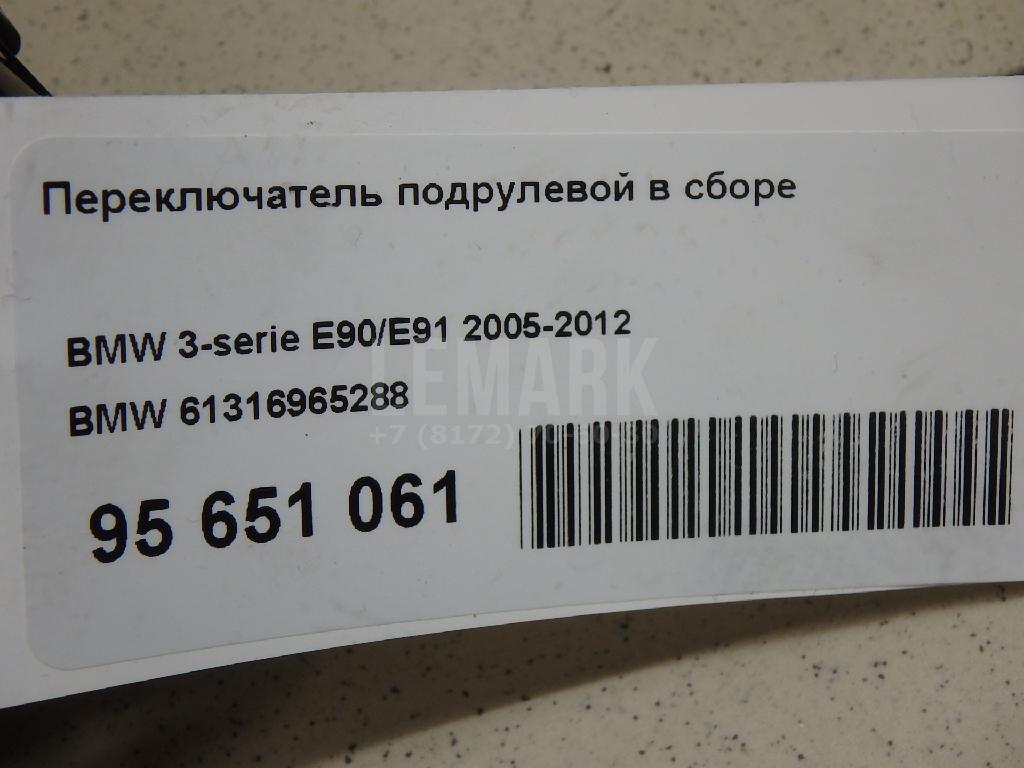 Переключатель подрулевой в сборе
BMW 3-serie E90/E91 2005-2012
LEMARK
BMW 61316965288
+7 (8172)
95 651 061